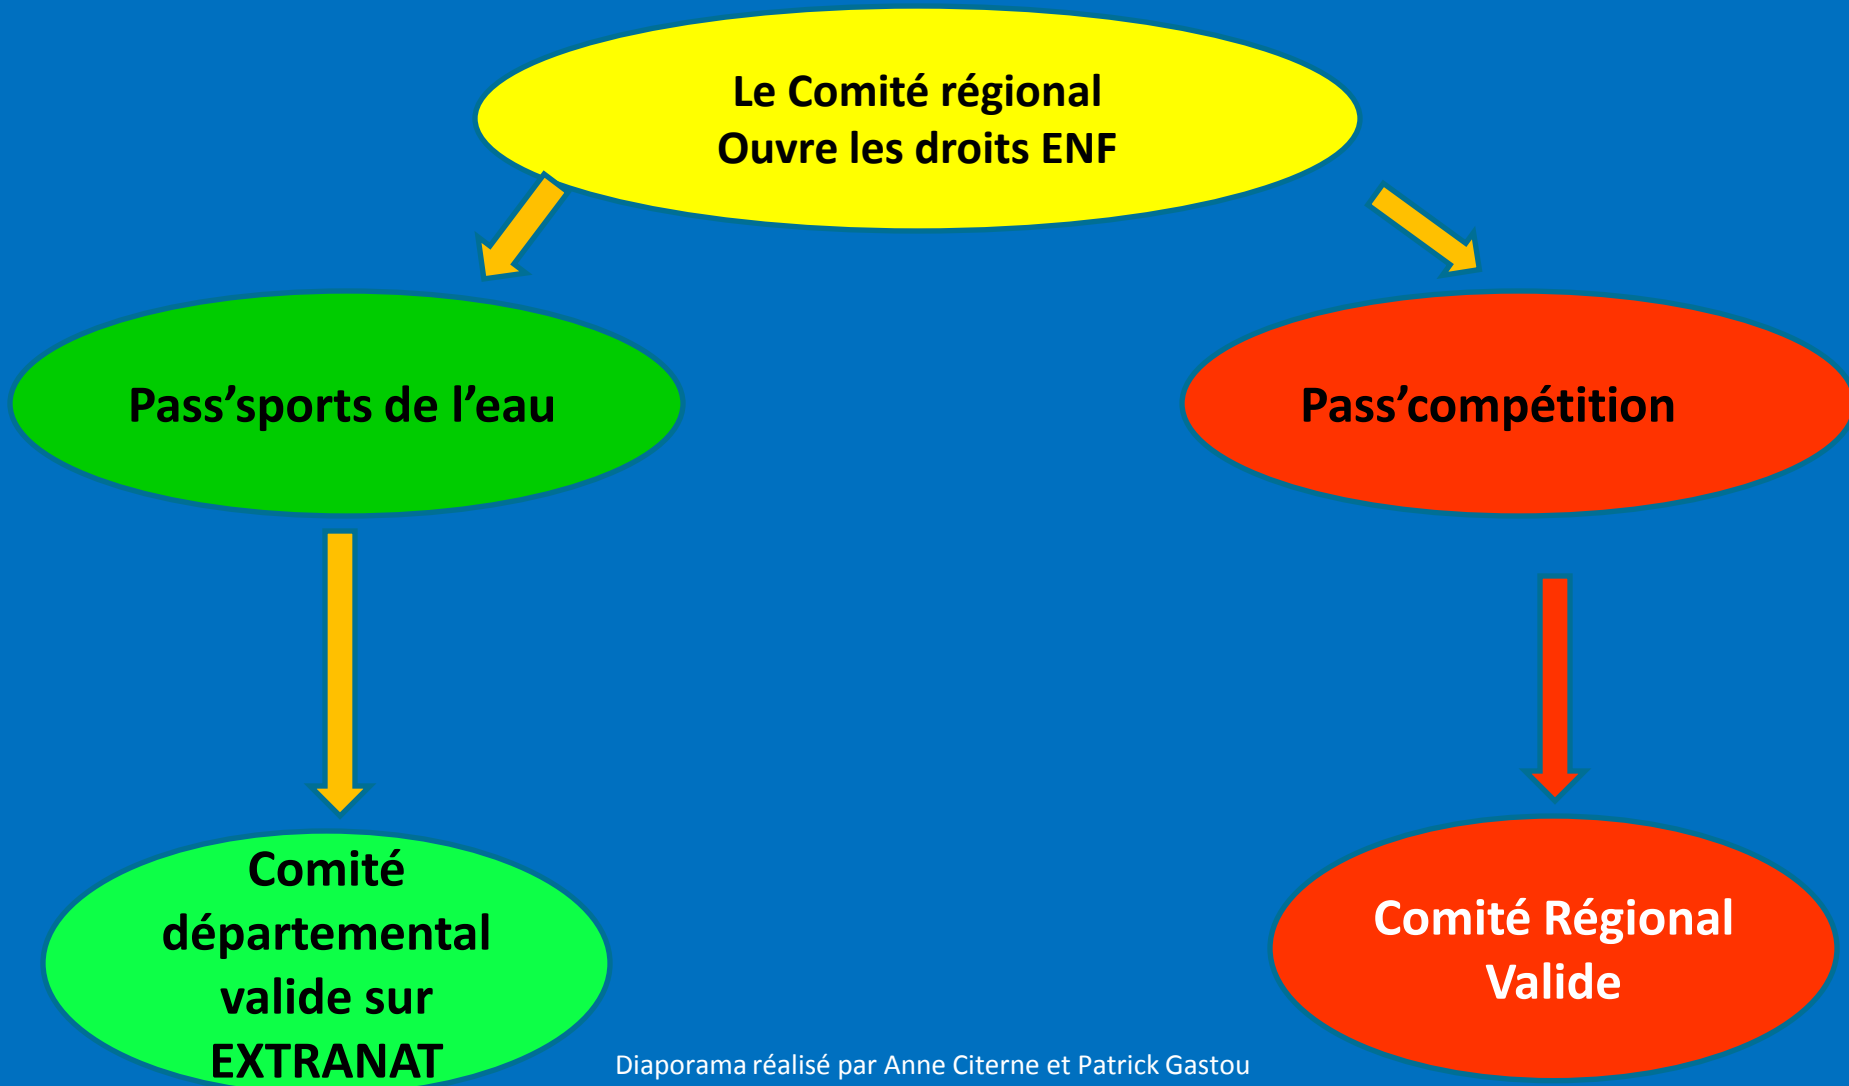 Le Comité régional
Ouvre les droits ENF
Pass’sports de l’eau
Pass’compétition
Comité
départemental
valide sur
EXTRANAT
Comité Régional
Valide
Diaporama réalisé par Anne Citerne et Patrick Gastou